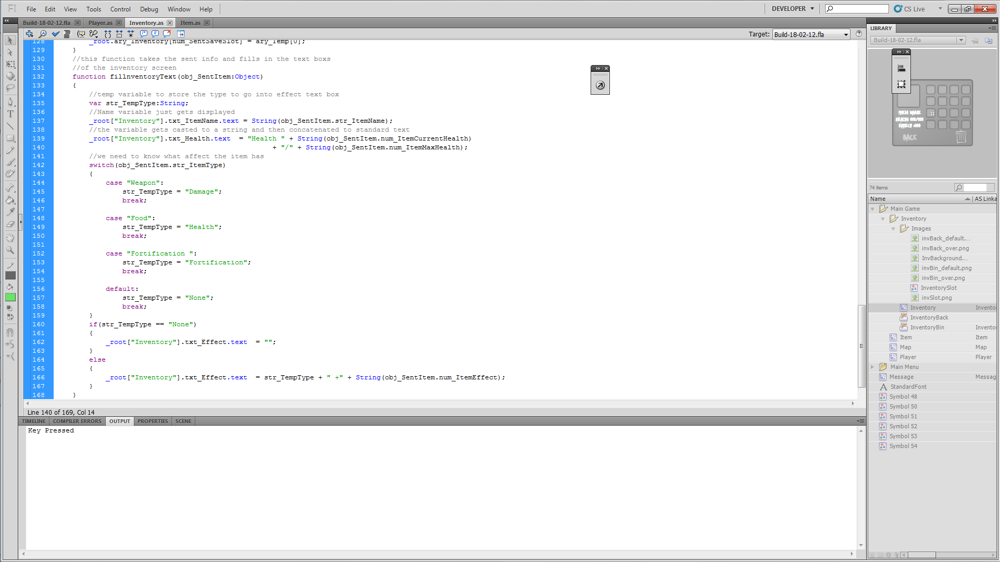 Fl File Edit View Tools Control Debug Window Help DEVELOPER CS Live
Build-18-02-12.fla Player.as Inventory.as Item.as
Target: Build-18-02-12.fla
128 _root.ary_Inventory[num_SentSaveSlot] = ary_Temp[0];
129 }
130 //this function takes the sent info and fills in the text boxs
131 //of the inventory screen
132 function fillnventoryText(obj_SentItem:Object)
133 {
134 //temp variable to store the type to go into effect text box
135 var str_TempType:String;
136 //Name variable just gets displayed
137 _root["Inventory"].txt_ItemName.text = String(obj_SentItem.str_ItemName);
138 //the variable gets casted to a string and then concatenated to standard text
139 _root["Inventory"].txt_Health.text  = "Health " + String(obj_SentItem.num_ItemCurrentHealth)
140 + "/" + String(obj_SentItem.num_ItemMaxHealth);
141 //we need to know what affect the item has
142 switch(obj_SentItem.str_ItemType)
143 {
144 case "Weapon":
145 str_TempType = "Damage";
146 break;
147
148 case "Food":
149 str_TempType = "Health";
150 break;
151
152 case "Fortification ":
153 str_TempType = "Fortification";
154 break;
155
156 default:
157 str_TempType = "None";
158 break;
159 }
160 if(str_TempType == "None")
161 {
162 _root["Inventory"].txt_Effect.text  = "";
163 }
164 else
165 {
166 _root["Inventory"].txt_Effect.text  = str_TempType + " +" + String(obj_SentItem.num_ItemEffect);
167 }
168 }
Line 140 of 169, Col 14
TIMELINE COMPILER ERRORS OUTPUT PROPERTIES SCENE
Key Pressed
LIBRARY
Build-18-02-12.fla
BACK
74 items
Name AS Linka
Main Game
Inventory
Images
invBack_default....
invBack_over.png
InvBackground....
invBin_default.png
invBin_over.png
InventorySlot
invSlot.png
Inventory Invento
InventoryBack
InventoryBin Invento
Item Item
Map Map
Player Player
Main Menu
Message Messag
StandardFont
Symbol 48
Symbol 50
Symbol 51
Symbol 52
Symbol 53
Symbol 54